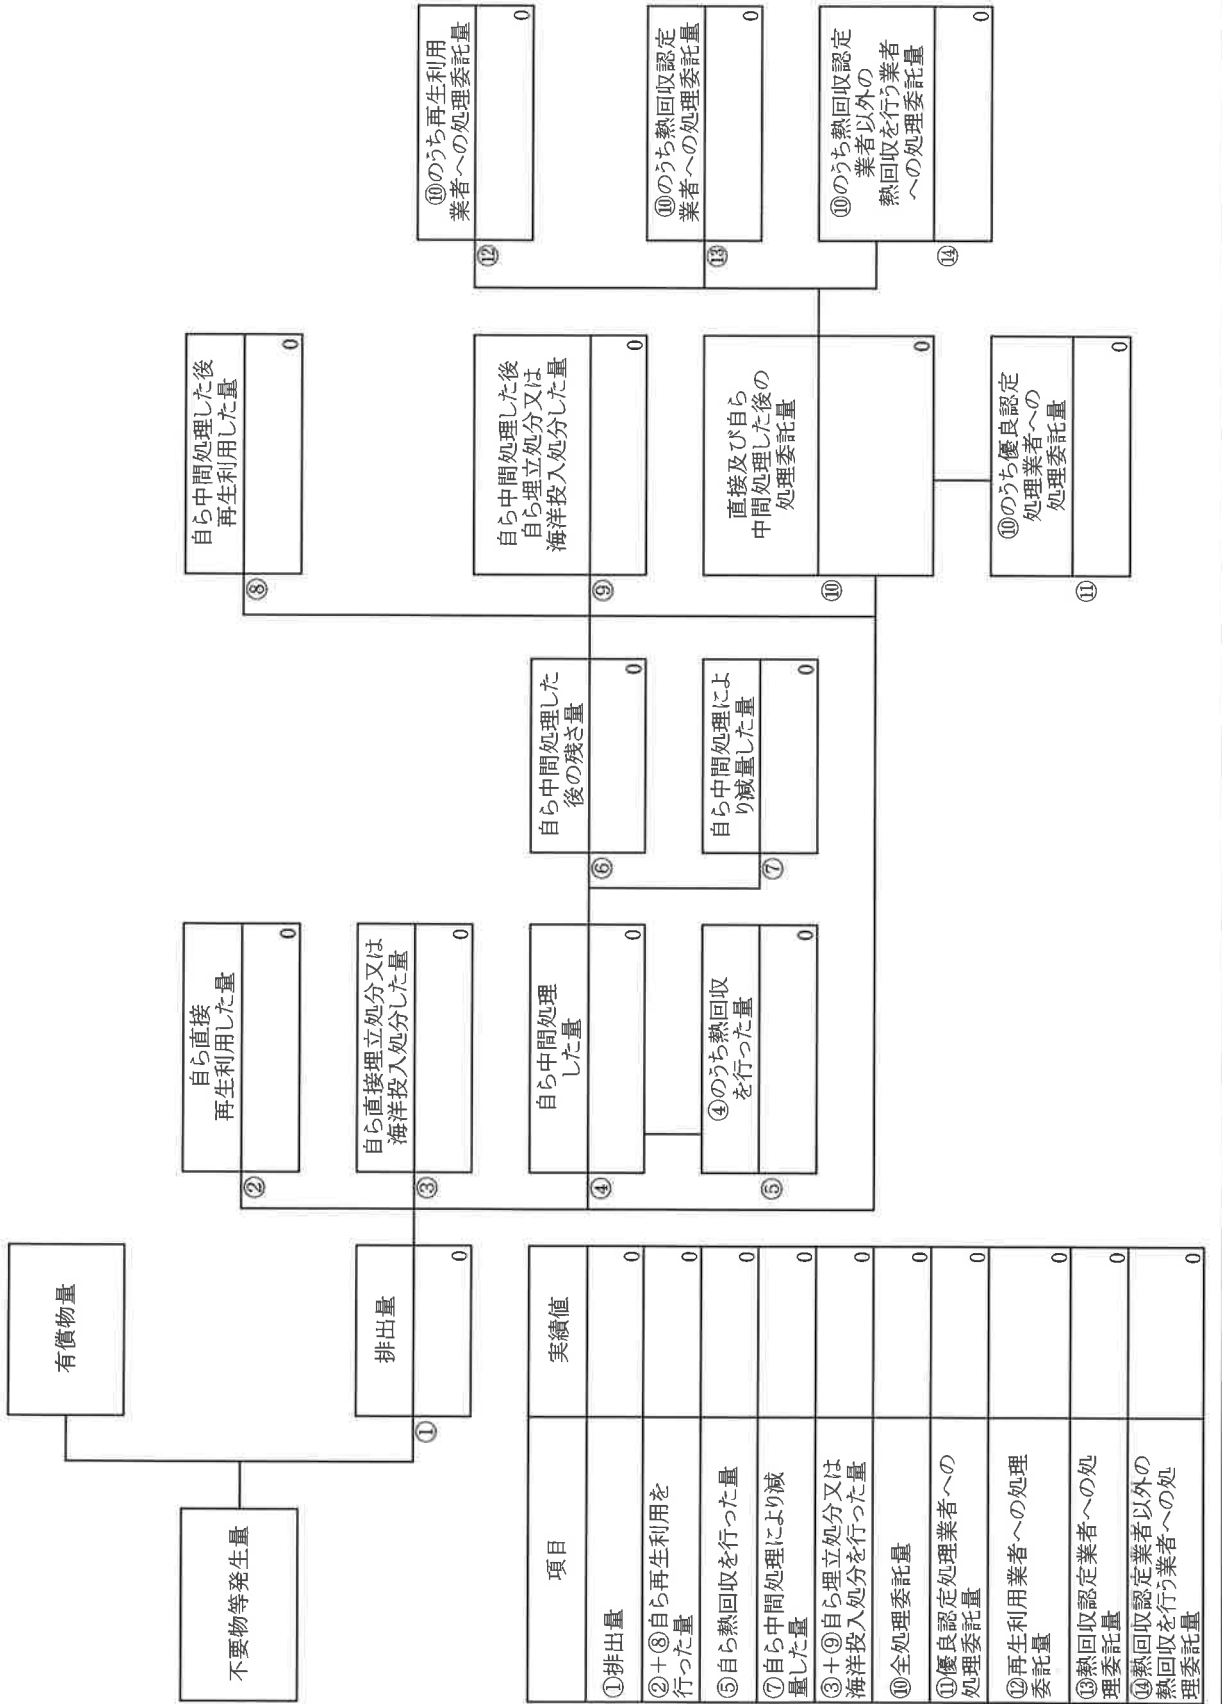 不要物等発生量
有償物量
①
排出量
0
②
自ら直接
再生利用した量
0
③
自ら直接埋立処分又は
海洋投入処分した量
0
④
自ら中間処理
した量
0
⑤
④のうち熱回収
を行った量
0
⑥
自ら中間処理した
後の残さ量
0
⑦
自ら中間処理によ
り減量した量
0
⑧
自ら中間処理した後
再生利用した量
0
⑨
自ら中間処理した後
自ら埋立処分又は
海洋投入処分した量
0
⑩
直接及び自ら
中間処理した後の
処理委託量
0
⑪
⑩のうち優良認定
処理業者への
処理委託量
0
⑫
⑩のうち再生利用
業者への処理委託量
0
⑬
⑩のうち熱回収認定
業者への処理委託量
0
⑭
⑩のうち熱回収認定
業者以外の
熱回収を行う業者
への処理委託量
0
項目 実績値
①排出量 0
②+⑧自ら再生利用を
行った量 0
⑤自ら熱回収を行った量 0
⑦自ら中間処理により減
量した量 0
③+⑨自ら埋立処分又は
海洋投入処分を行った量 0
⑩全処理委託量 0
⑪優良認定処理業者への
処理委託量 0
⑫再生利用業者への処理
委託量 0
⑬熱回収認定業者への処
理委託量 0
⑭熱回収認定業者以外の
熱回収を行う業者への処
理委託量 0